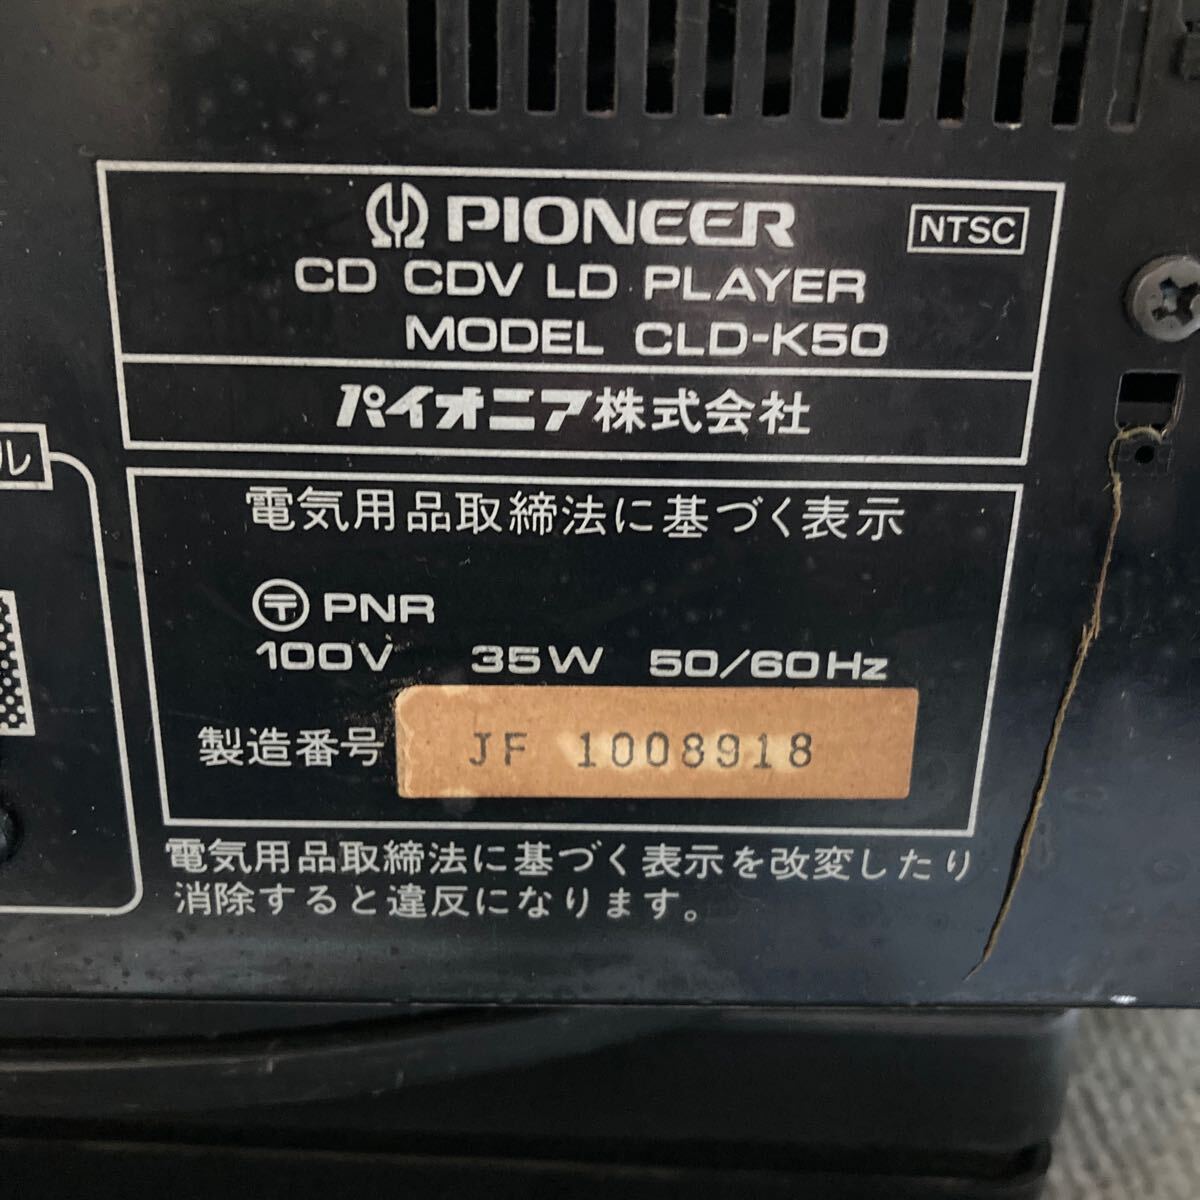 PIONEER
NTSC
CD CDV LD PLAYER
MODEL CLD-K50
パイオニア株式会社
ル
電気用品取締法に基づく表示
〒 PNR
100V 35W 50/60Hz
製造番号 JF 1008918
電気用品取締法に基づく表示を改変したり
消除すると違反になります。